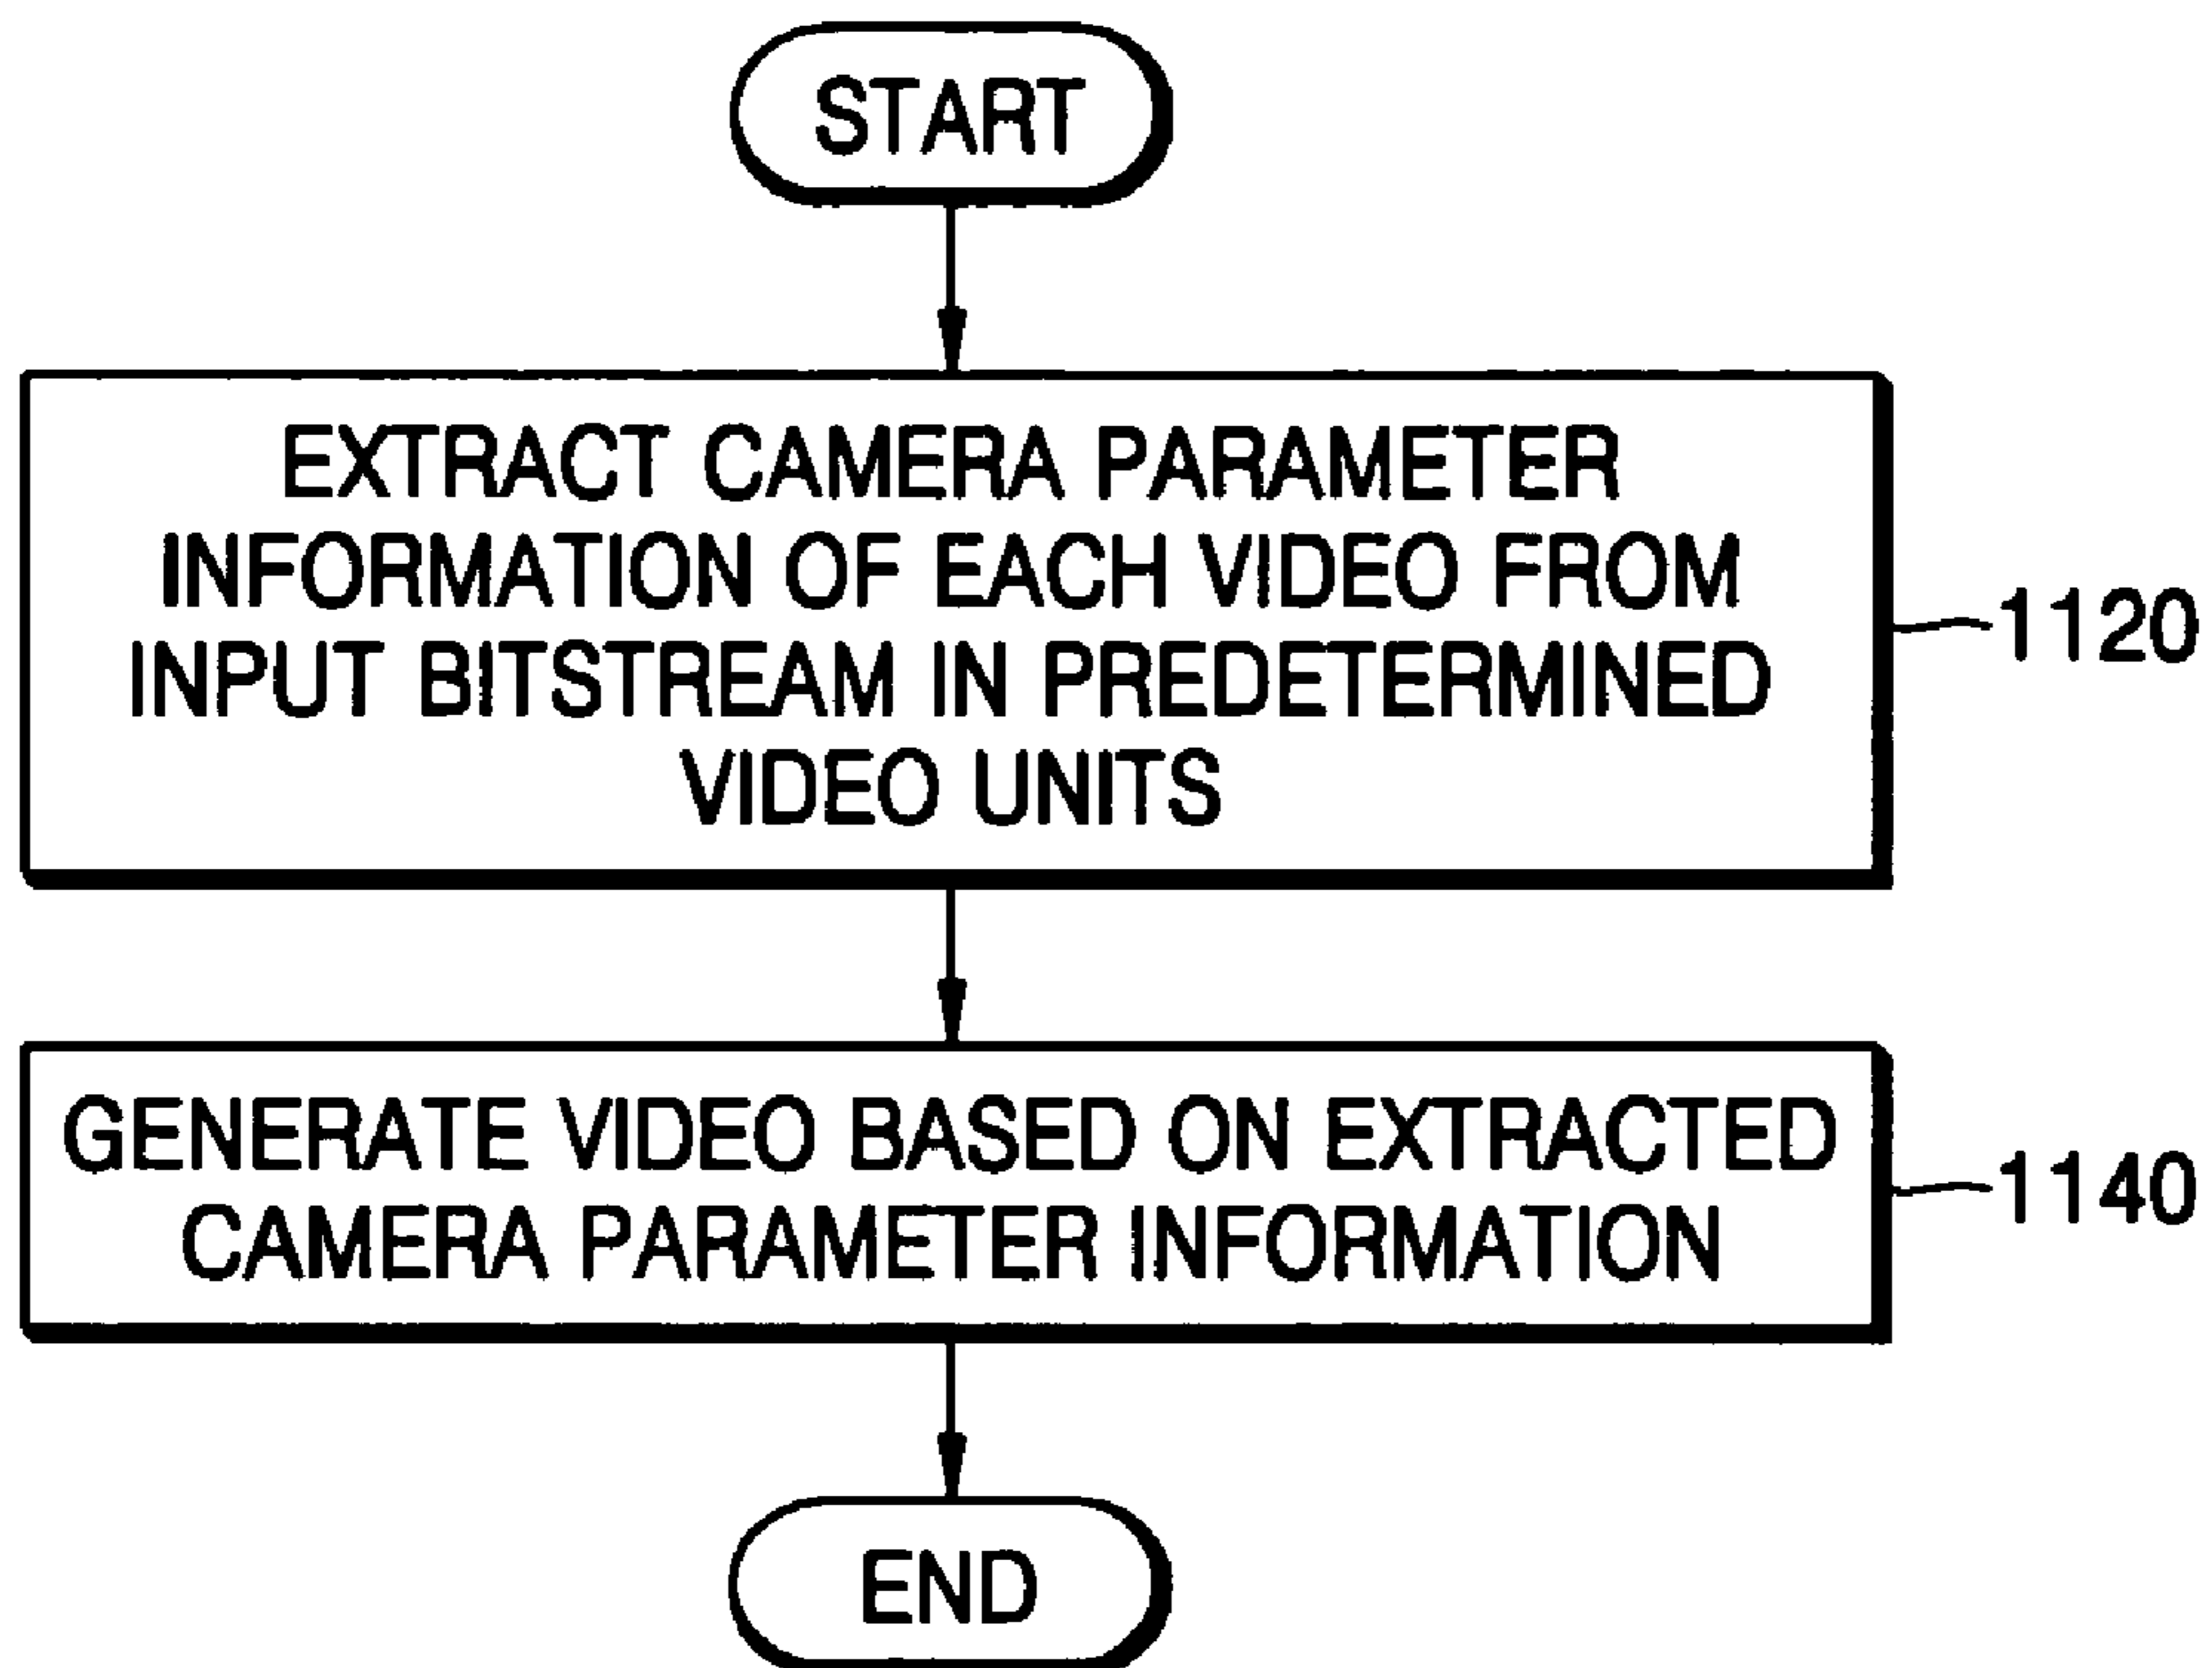 START
EXTRACT CAMERA PARAMETER
INFORMATION OF EACH VIDEO FROM
INPUT BITSTREAM IN PREDETERMINED
VIDEO UNITS
1120
GENERATE VIDEO BASED ON EXTRACTED
CAMERA PARAMETER INFORMATION
1140
END